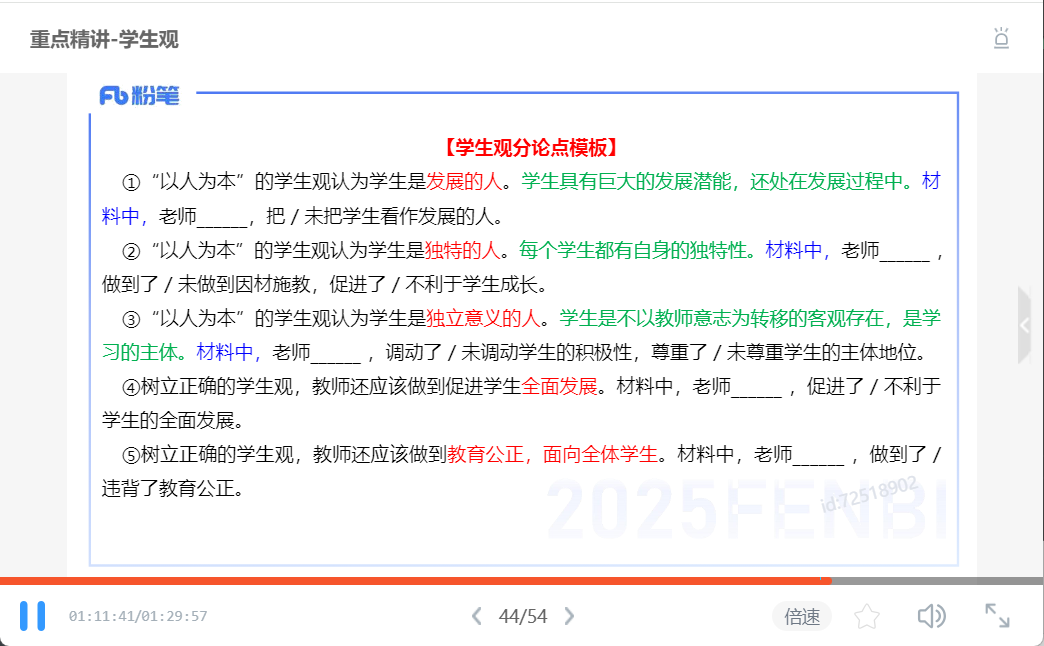 重点精讲-学生观
粉笔
【学生观分论点模板】
①“以人为本”的学生观认为学生是发展的人。学生具有巨大的发展潜能，还处在发展过程中。材
料中，老师______，把 / 未把学生看作发展的人。
②“以人为本”的学生观认为学生是独特的人。每个学生都有自身的独特性。材料中，老师______，
做到了 / 未做到因材施教，促进了 / 不利于学生成长。
③“以人为本”的学生观认为学生是独立意义的人。学生是不以教师意志为转移的客观存在，是学
习的主体。材料中，老师______，调动了 / 未调动学生的积极性，尊重了 / 未尊重学生的主体地位。
④树立正确的学生观，教师还应该做到促进学生全面发展。材料中，老师______，促进了 / 不利于
学生的全面发展。
⑤树立正确的学生观，教师还应该做到教育公正，面向全体学生。材料中，老师______，做到了 /
违背了教育公正。
2025FENBI
id:72518902
01:11:41/01:29:57
44/54
倍速